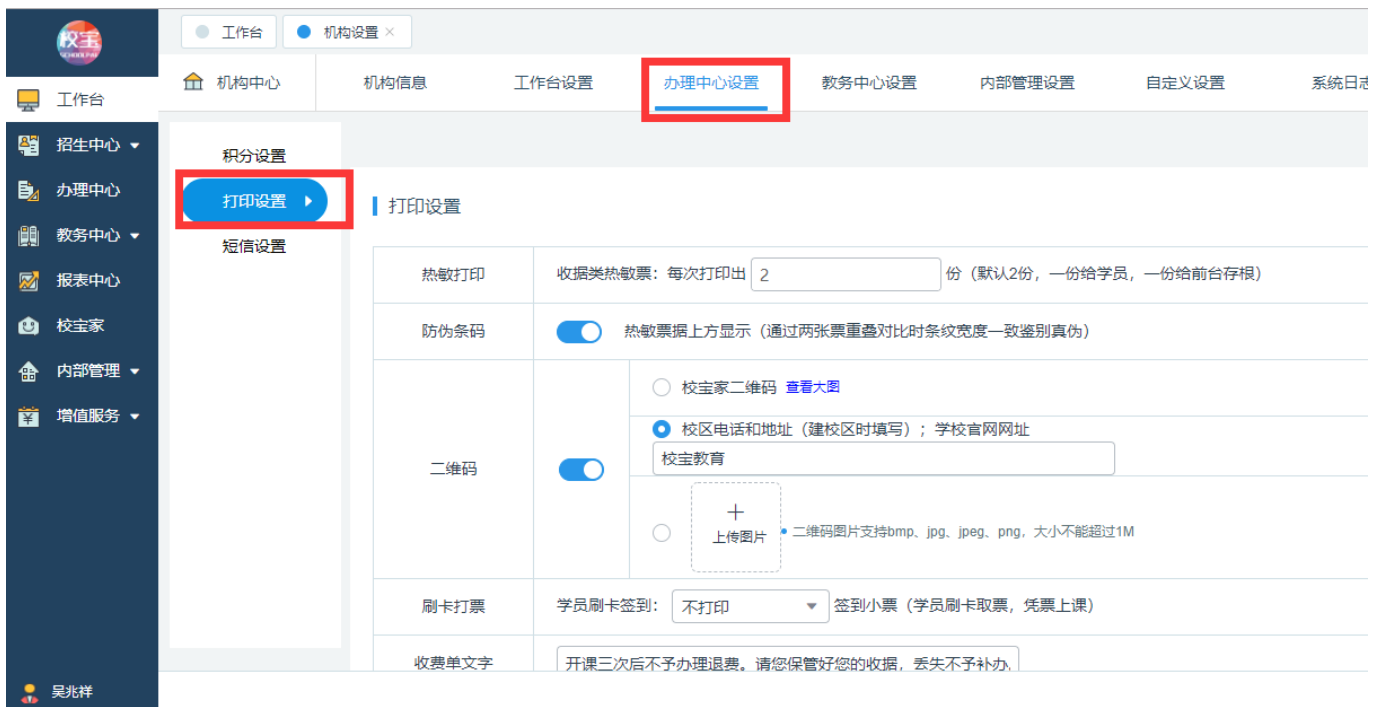 校宝
SCHOOLPAL
工作台
机构设置 ×
机构中心
机构信息
工作台设置
办理中心设置
教务中心设置
内部管理设置
自定义设置
系统日志
工作台
招生中心
办理中心
教务中心
报表中心
校宝家
内部管理
增值服务
吴兆祥
积分设置
打印设置
短信设置
打印设置
热敏打印
收据类热敏票：每次打印出 2 份（默认2份，一份给学员，一份给前台存根）
防伪条码
热敏票据上方显示（通过两张票重叠对比时条纹宽度一致鉴别真伪）
二维码
校宝家二维码 查看大图
校区电话和地址（建校区时填写）；学校官网网址
校宝教育
上传图片
二维码图片支持bmp、jpg、jpeg、png，大小不能超过1M
刷卡打票
学员刷卡签到： 不打印 签到小票（学员刷卡取票，凭票上课）
收费单文字
开课三次后不予办理退费。请您保管好您的收据，丢失不予补办,